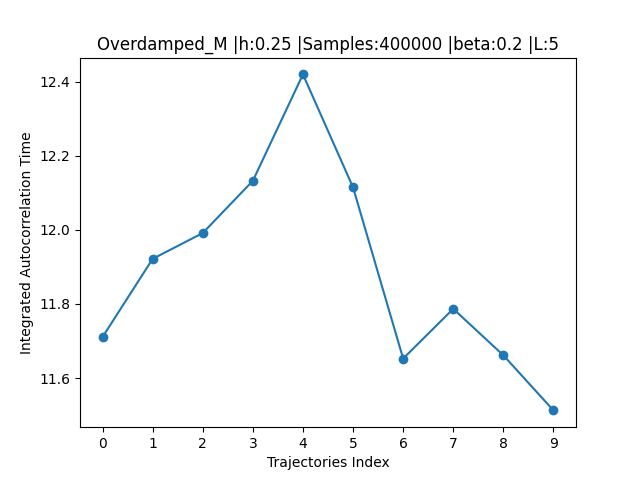 Overdamped_M |h:0.25 |Samples:400000 |beta:0.2 |L:5
Integrated Autocorrelation Time
12.4
12.2
12.0
11.8
11.6
0 1 2 3 4 5 6 7 8 9
Trajectories Index